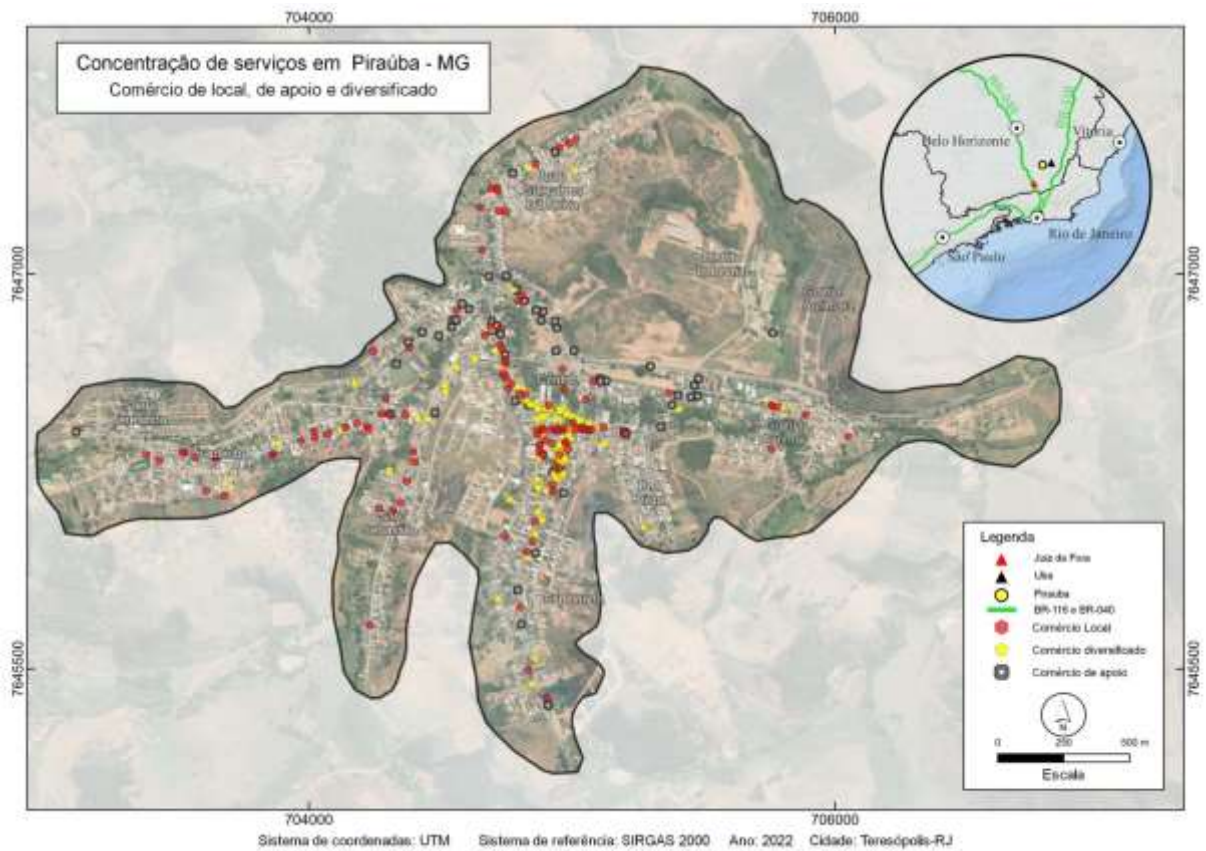 704000
706000
Concentração de serviços em Piraúba - MG
Comércio de local, de apoio e diversificado
Belo Horizonte
Vitória
Rio de Janeiro
São Paulo
7647000
7647000
Centro
Legenda
Juiz de Fora
Ubá
Piraúba
BR-116 e BR-040
Comércio Local
Comércio diversificado
Comércio de apoio
N
0 250 500 m
Escala
7645500
7645500
704000
706000
Sistema de coordenadas: UTM Sistema de referência: SIRGAS 2000 Ano: 2022 Cidade: Teresópolis-RJ